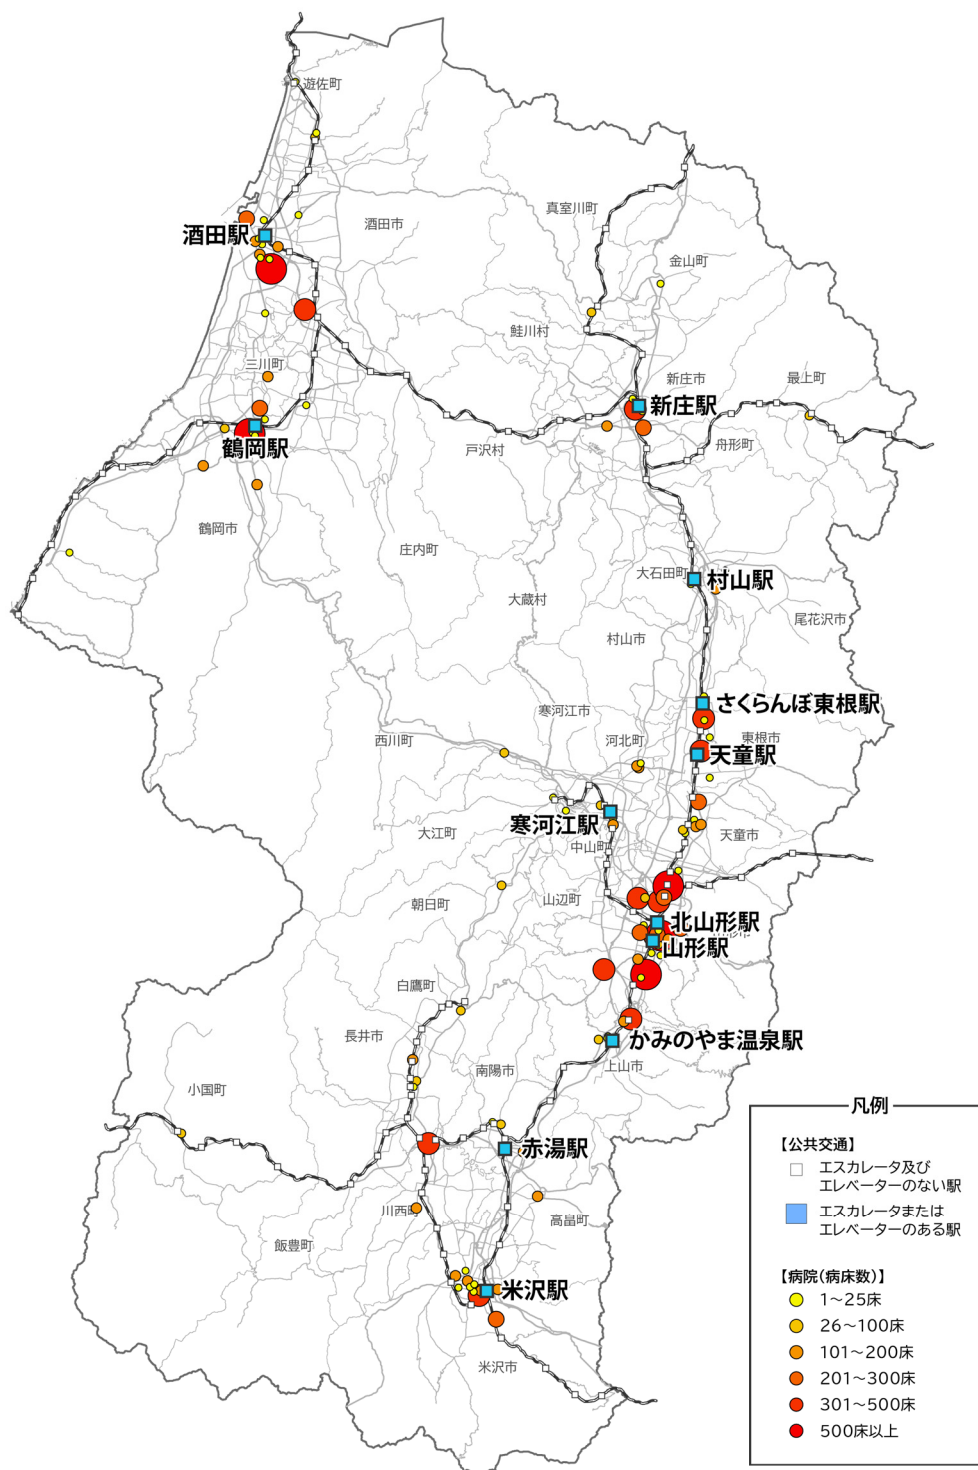 遊佐町
真室川町
酒田市
酒田駅
金山町
鮭川村
三川町
新庄市
最上町
新庄駅
鶴岡駅
戸沢村
舟形町
鶴岡市
庄内町
大石田町
村山駅
大蔵村
尾花沢市
村山市
さくらんぼ東根駅
寒河江市
西川町
河北町
東根市
天童駅
寒河江駅
大江町
天童市
中山町
朝日町
山辺町
北山形駅
山形駅
白鷹町
長井市
かみのやま温泉駅
南陽市
上山市
小国町
赤湯駅
川西町
高畠町
飯豊町
米沢駅
米沢市
凡例
【公共交通】
エスカレータ及び
エレベーターのない駅
エスカレータまたは
エレベーターのある駅
【病院(病床数)】
1~25床
26~100床
101~200床
201~300床
301~500床
500床以上